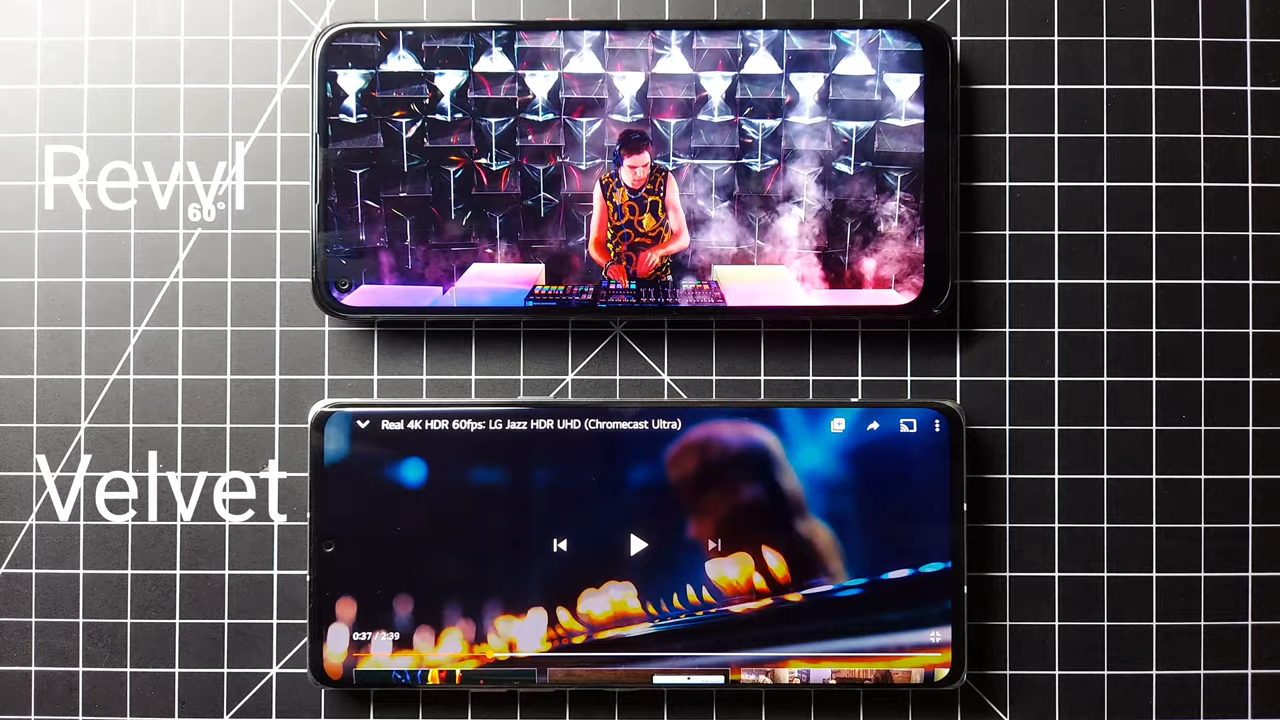 Revvl
60°
Real 4K HDR 60fps: LG Jazz HDR UHD (Chromecast Ultra)
Velvet
0:37 / 2:39